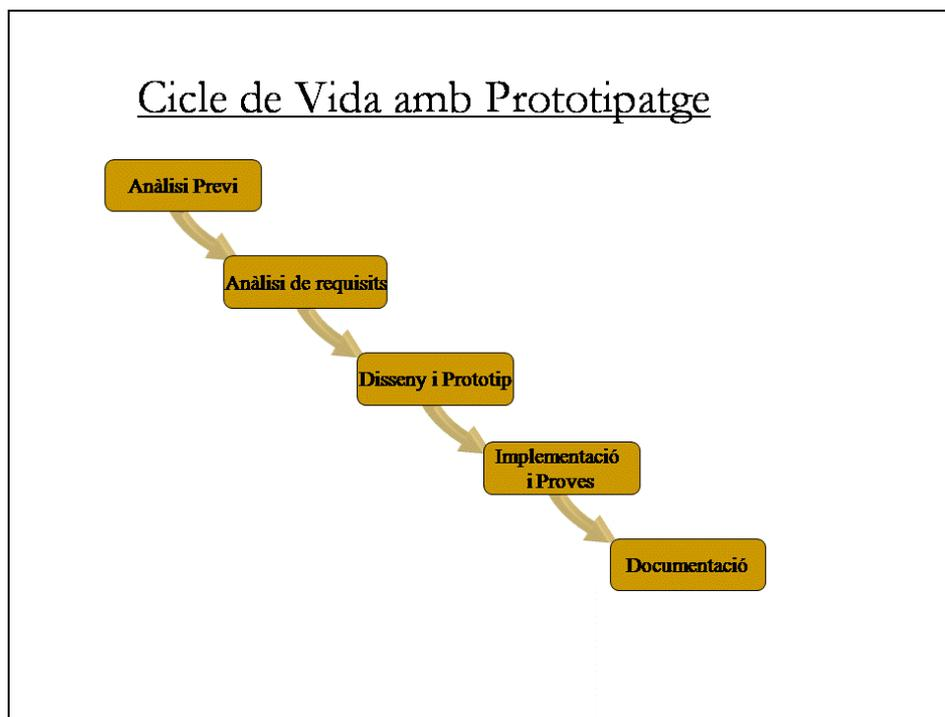 Cicle de Vida amb Prototipatge
Anàlisi Previ
Anàlisi de requisits
Disseny i Prototip
Implementació
i Proves
Documentació